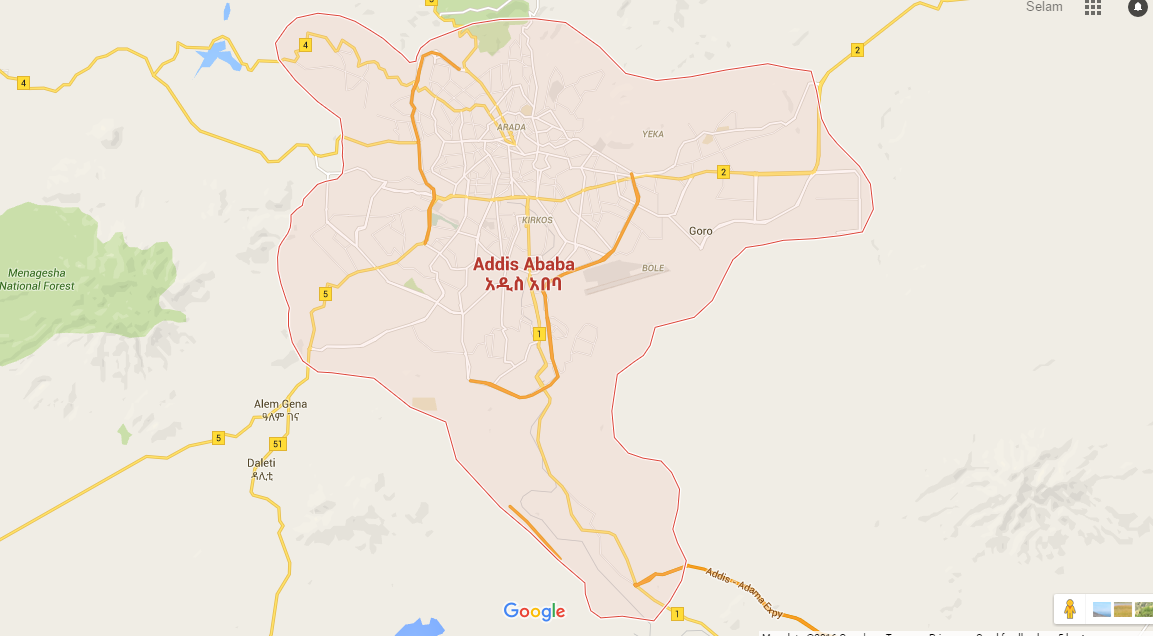 3
Selam
4
2
4
ARADA
YEKA
2
KIRKOS
Goro
Addis Ababa
አዲስ አበባ
BOLE
Menagesha
National Forest
5
1
Alem Gena
ዓለም ገና
5
51
Daleti
ዳሌቲ
Addis - Adama Expy
Google
1